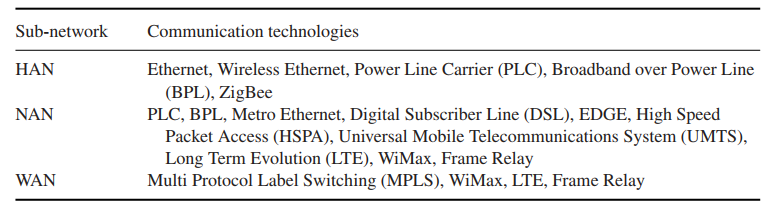 Sub-network Communication technologies
HAN Ethernet, Wireless Ethernet, Power Line Carrier (PLC), Broadband over Power Line
(BPL), ZigBee
NAN PLC, BPL, Metro Ethernet, Digital Subscriber Line (DSL), EDGE, High Speed
Packet Access (HSPA), Universal Mobile Telecommunications System (UMTS),
Long Term Evolution (LTE), WiMax, Frame Relay
WAN Multi Protocol Label Switching (MPLS), WiMax, LTE, Frame Relay